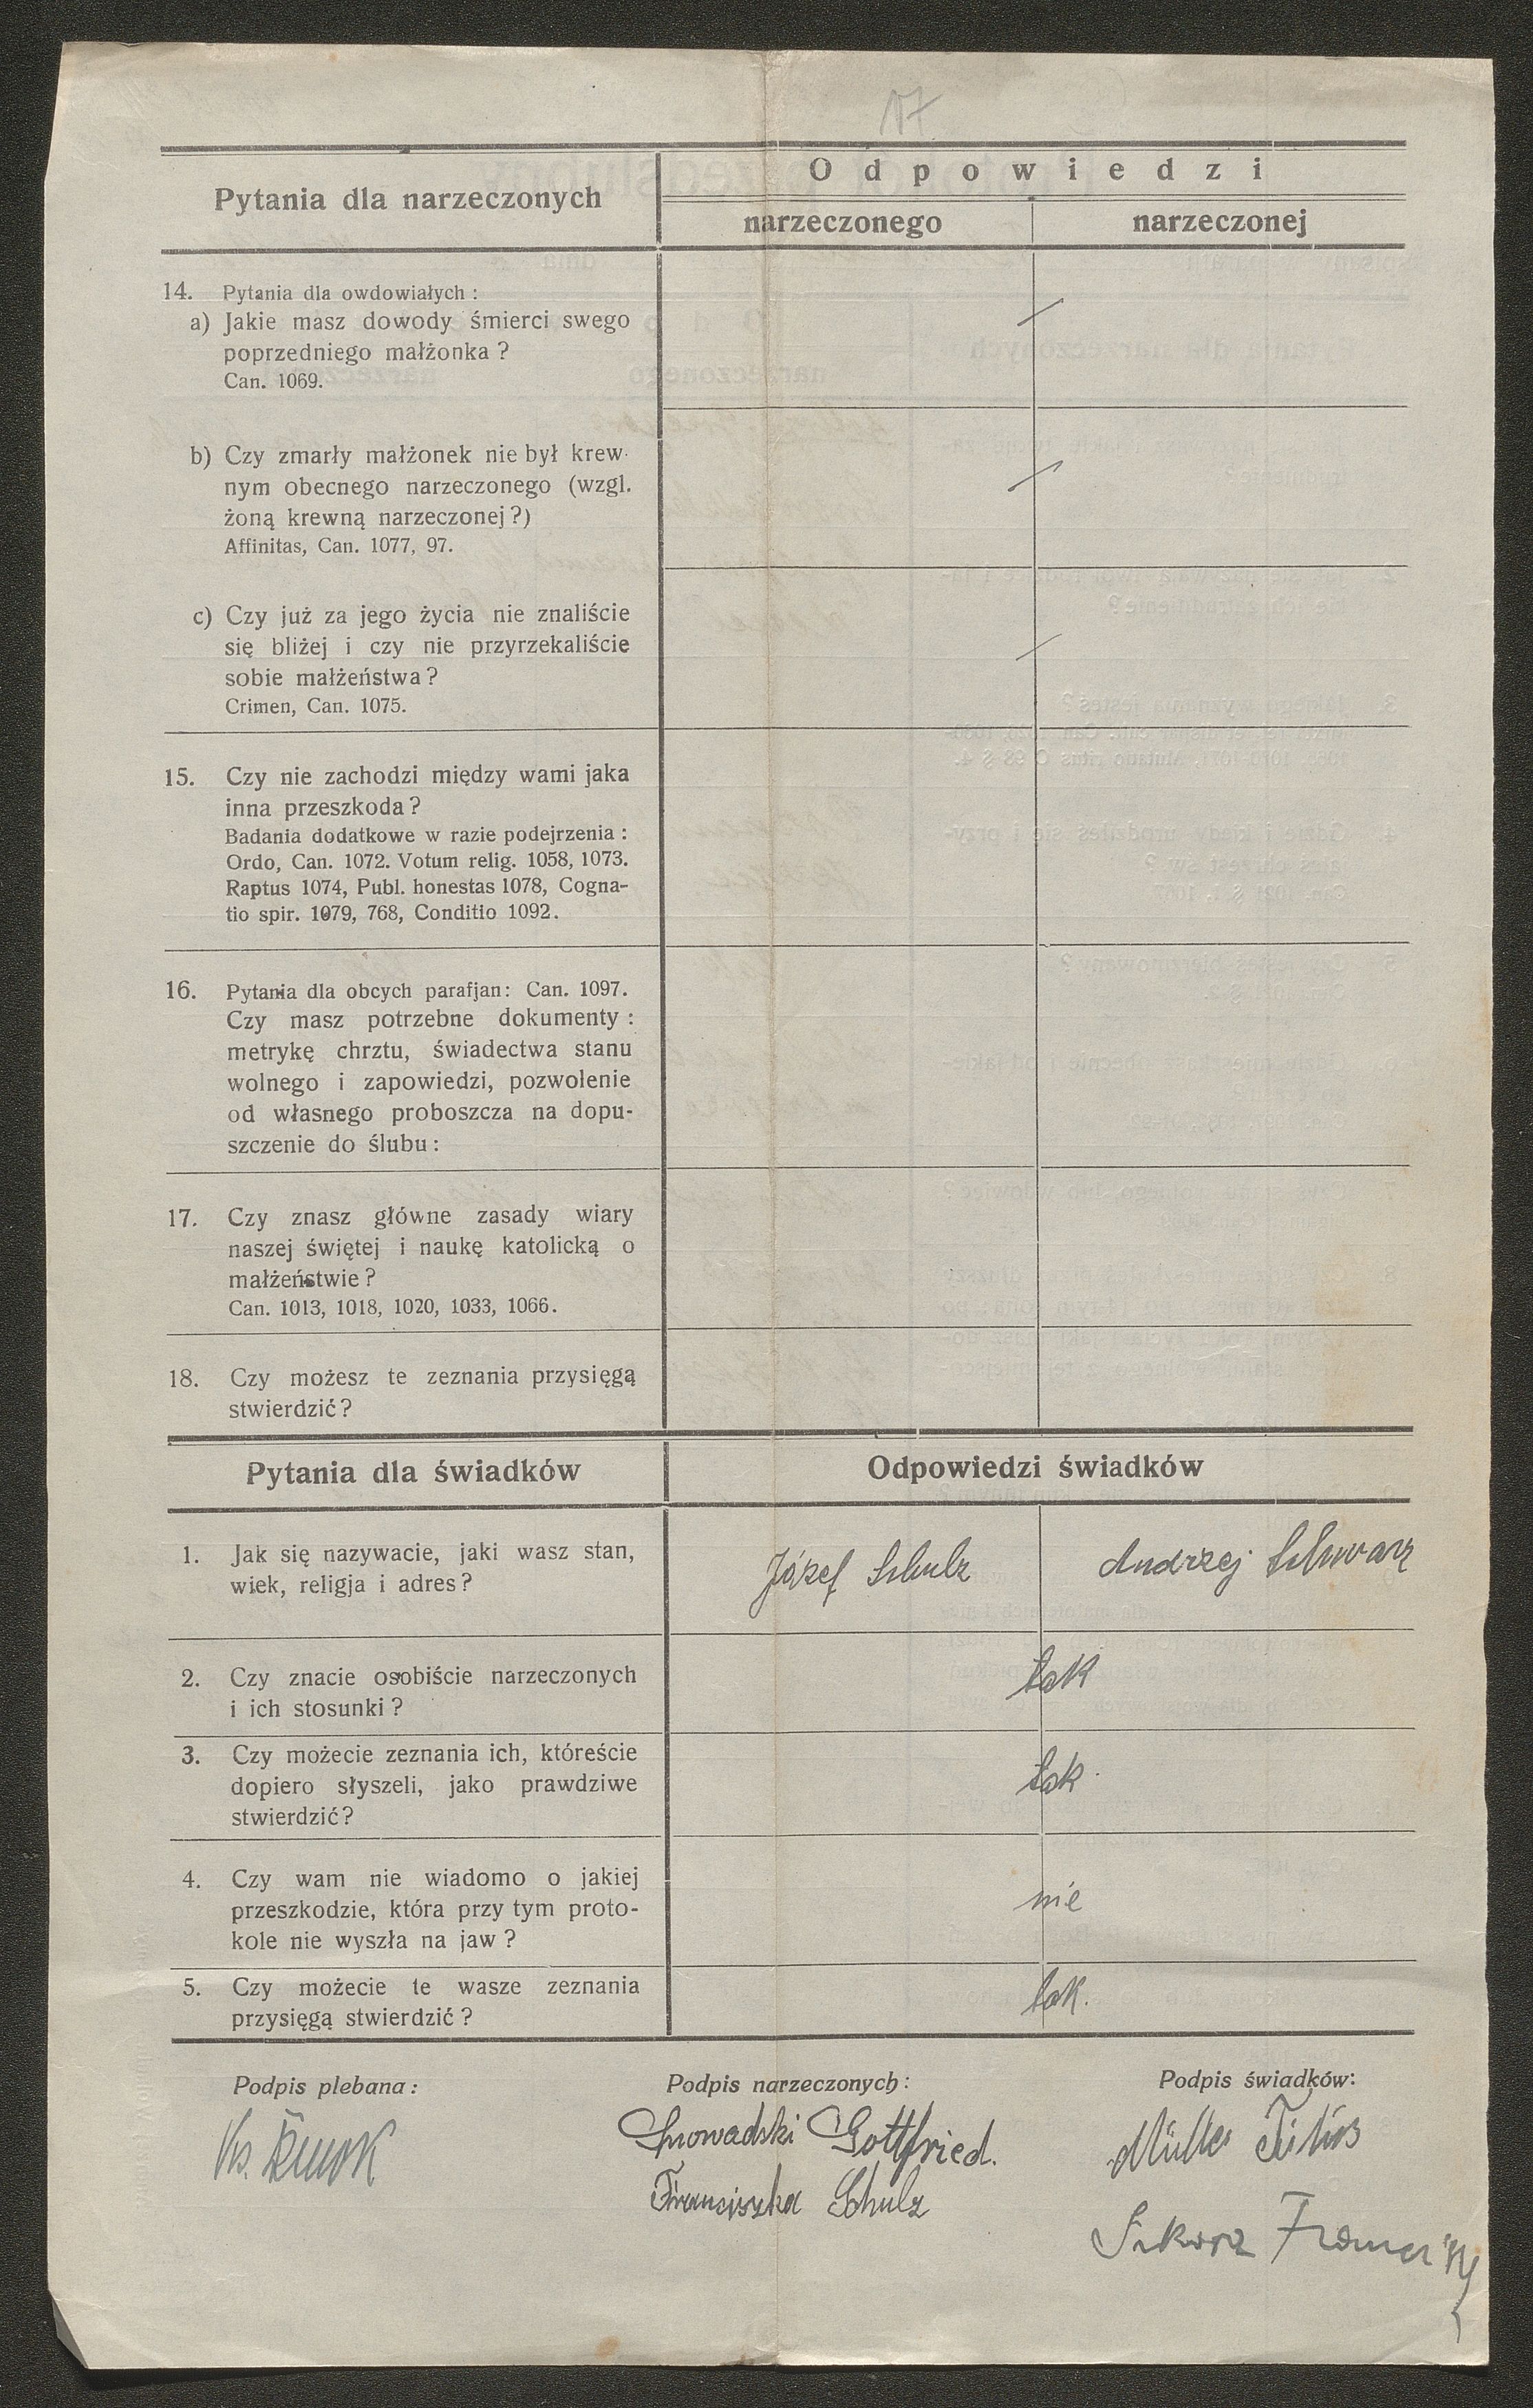 17
Pytania dla narzeczonych
Odpowiedzi
narzeczonego
narzeczonej
14. Pytania dla owdowiałych :
a) Jakie masz dowody śmierci swego
poprzedniego małżonka ?
Can. 1069.
b) Czy zmarły małżonek nie był krew-
nym obecnego narzeczonego (wzgl.
żoną krewną narzeczonej ?)
Affinitas, Can. 1077, 97.
c) Czy już za jego życia nie znaliście
się bliżej i czy nie przyrzekaliście
sobie małżeństwa ?
Crimen, Can. 1075.
15. Czy nie zachodzi między wami jaka
inna przeszkoda ?
Badania dodatkowe w razie podejrzenia :
Ordo, Can. 1072. Votum relig. 1058, 1073.
Raptus 1074, Publ. honestas 1078, Cogna-
tio spir. 1079, 768, Conditio 1092.
16. Pytania dla obcych parafjan: Can. 1097.
Czy masz potrzebne dokumenty :
metrykę chrztu, świadectwa stanu
wolnego i zapowiedzi, pozwolenie
od własnego proboszcza na dopu-
szczenie do ślubu :
17. Czy znasz główne zasady wiary
naszej świętej i naukę katolicką o
małżeństwie ?
Can. 1013, 1018, 1020, 1033, 1066.
18. Czy możesz te zeznania przysięgą
stwierdzić ?
Pytania dla świadków
Odpowiedzi świadków
1. Jak się nazywacie, jaki wasz stan,
wiek, religja i adres ?
Józef Schulz
Andrzej Schwarz
2. Czy znacie osobiście narzeczonych
i ich stosunki ?
tak
3. Czy możecie zeznania ich, któreście
dopiero słyszeli, jako prawdziwe
stwierdzić ?
tak.
4. Czy wam nie wiadomo o jakiej
przeszkodzie, która przy tym proto-
kole nie wyszła na jaw ?
nie
5. Czy możecie te wasze zeznania
przysięgą stwierdzić ?
tak.
Podpis plebana :
Podpis narzeczonych :
Podpis świadków:
Ks.
Gottfried.
Franciszka Schulz
Müller